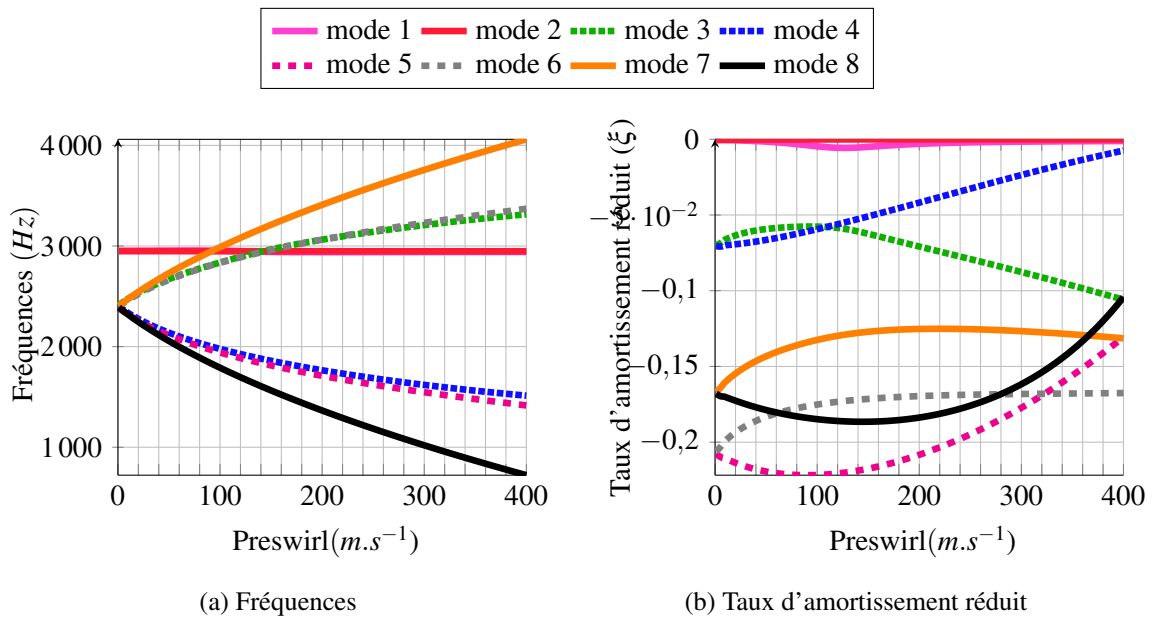 mode 1 mode 2 mode 3 mode 4
mode 5 mode 6 mode 7 mode 8
4 000
3 000
2 000
1 000
0 100 200 300 400
Fréquences (Hz)
Preswirl(m.s⁻¹)
(a) Fréquences
0
·10⁻²
−0,1
−0,15
−0,2
0 100 200 300 400
Taux d'amortissement réduit (ξ)
Preswirl(m.s⁻¹)
(b) Taux d'amortissement réduit